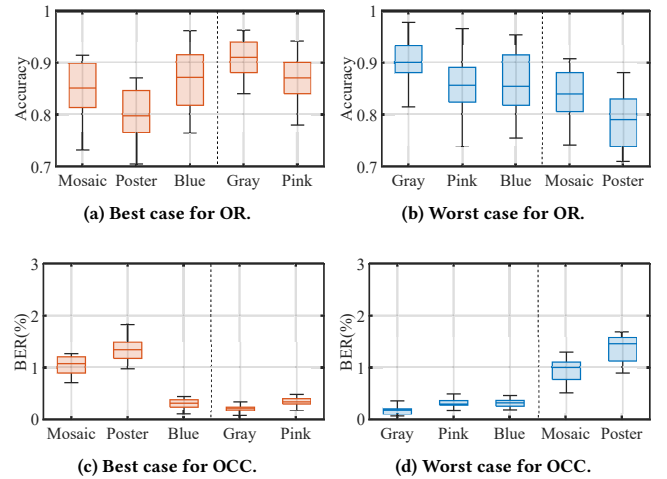 1
0.9
0.8
0.7
Accuracy
Mosaic Poster Blue Gray Pink
(a) Best case for OR.
1
0.9
0.8
0.7
Accuracy
Gray Pink Blue Mosaic Poster
(b) Worst case for OR.
3
2
1
0
BER(%)
Mosaic Poster Blue Gray Pink
(c) Best case for OCC.
3
2
1
0
BER(%)
Gray Pink Blue Mosaic Poster
(d) Worst case for OCC.